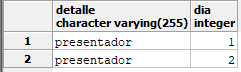 detalle dia
character varying(255) integer
1 presentador 1
2 presentador 2